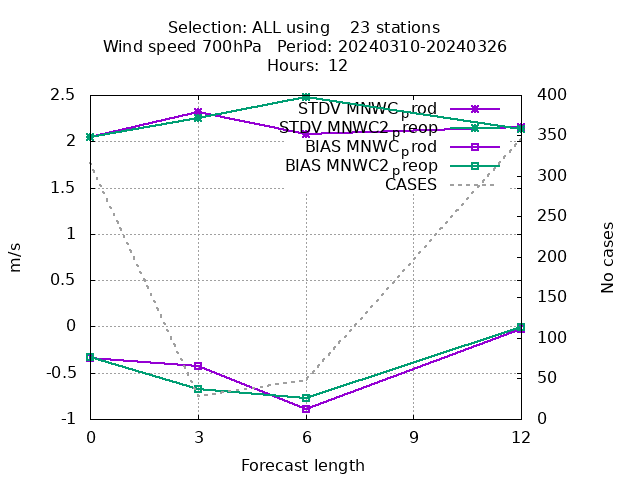 Selection: ALL using    23 stations
Wind speed 700hPa   Period: 20240310-20240326
Hours: 12
2.5
2
1.5
1
0.5
0
-0.5
-1
400
350
300
250
200
150
100
50
0
STDV MNWC_prod
STDV MNWC2_preop
BIAS MNWC_prod
BIAS MNWC2_preop
CASES
m/s
No cases
0 3 6 9 12
Forecast length